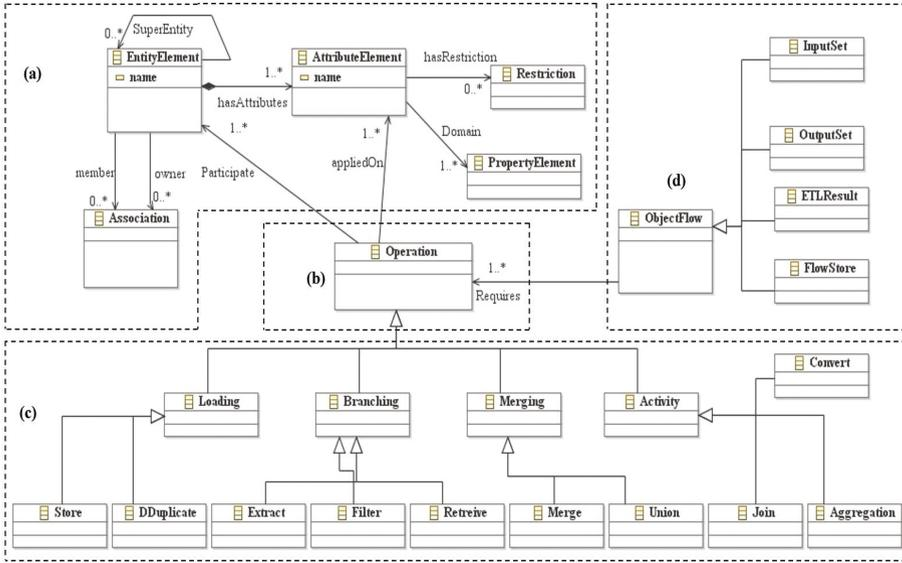 SuperEntity
0..*
(a)
EntityElement
name
1..*
hasAttributes
AttributeElement
name
hasRestriction
0..*
Restriction
Domain
1..*
PropertyElement
member
0..*
owner
0..*
Association
1..*
Participate
1..*
appliedOn
(b)
Operation
1..*
Requires
(d)
ObjectFlow
InputSet
OutputSet
ETLResult
FlowStore
(c)
Loading
Branching
Merging
Activity
Convert
Store
DDuplicate
Extract
Filter
Retreive
Merge
Union
Join
Aggregation